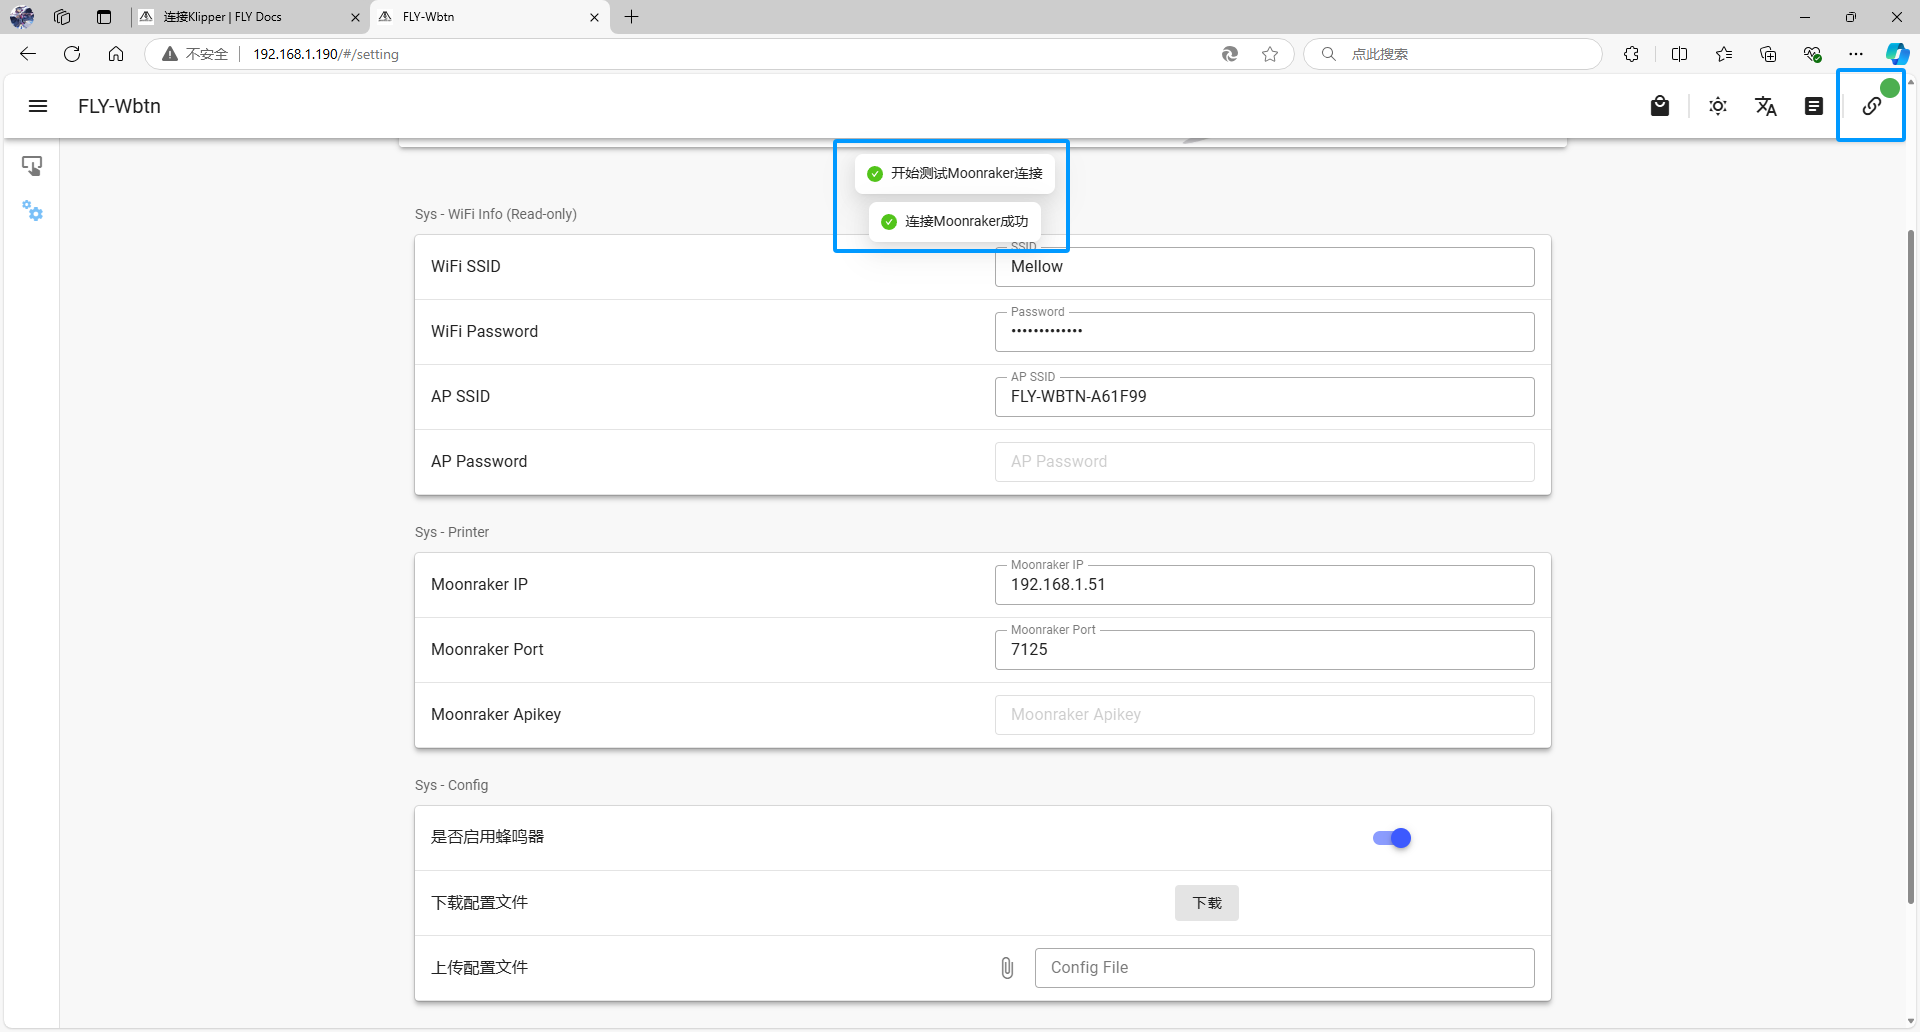 连接Klipper | FLY Docs
FLY-Wbtn
不安全
192.168.1.190/#/setting
点此搜索
FLY-Wbtn
开始测试Moonraker连接
连接Moonraker成功
Sys - WiFi Info (Read-only)
WiFi SSID
SSID
Mellow
WiFi Password
Password
•••••••••••••
AP SSID
AP SSID
FLY-WBTN-A61F99
AP Password
AP Password
Sys - Printer
Moonraker IP
Moonraker IP
192.168.1.51
Moonraker Port
Moonraker Port
7125
Moonraker Apikey
Moonraker Apikey
Sys - Config
是否启用蜂鸣器
下载配置文件
下载
上传配置文件
Config File